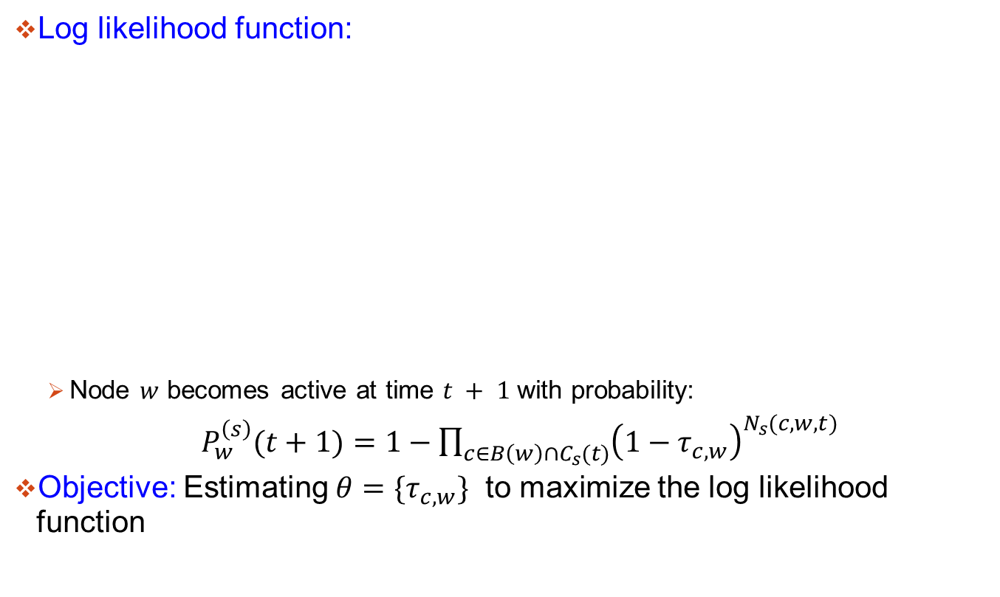 ❖Log likelihood function:
➢ Node 𝑤 becomes active at time 𝑡 + 1 with probability:
$P_w^{(s)}(t+1) = 1 - \prod_{c \in B(w) \cap C_s(t)} \left(1 - \tau_{c,w}\right)^{N_s(c,w,t)}$
❖Objective: Estimating $\theta = \{\tau_{c,w}\}$ to maximize the log likelihood
function